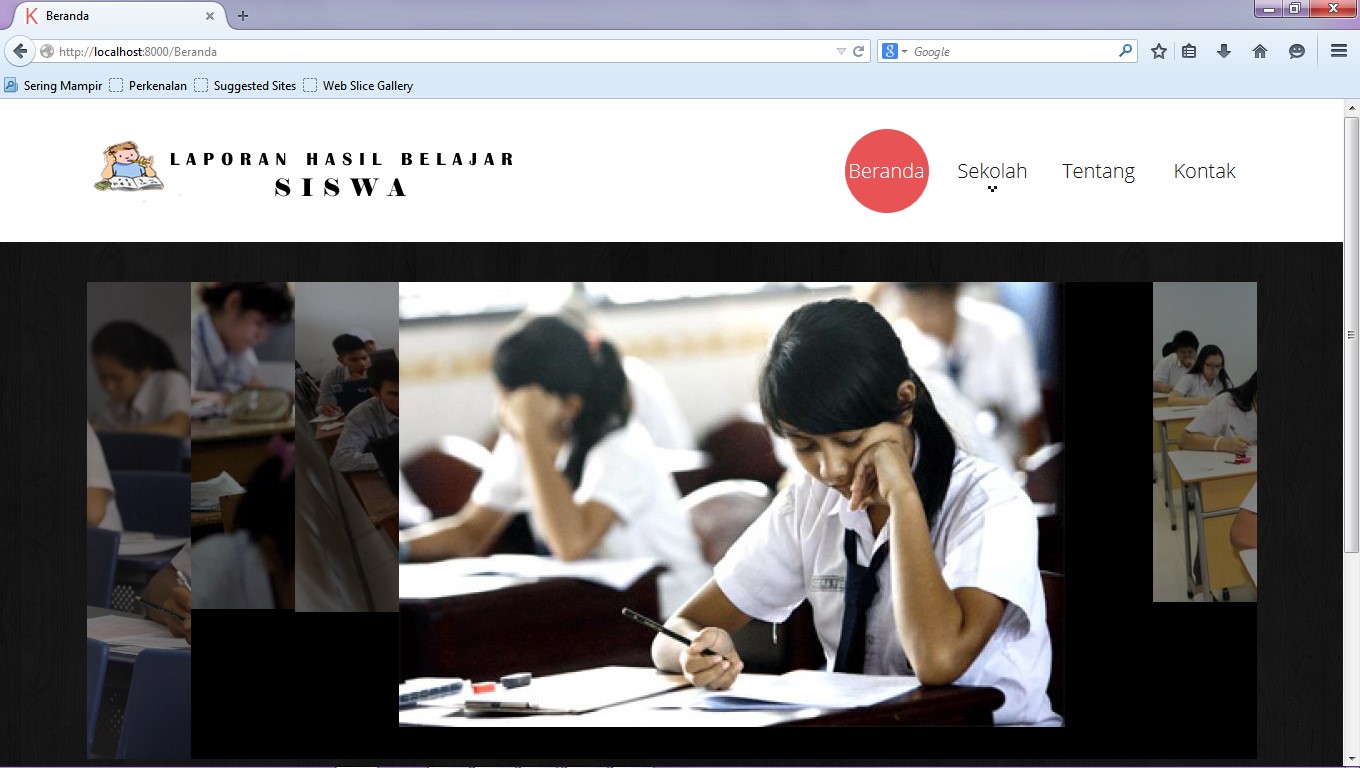 K Beranda
http://localhost:8000/Beranda
Google
Sering Mampir Perkenalan Suggested Sites Web Slice Gallery
LAPORAN HASIL BELAJAR
SISWA
Beranda Sekolah Tentang Kontak